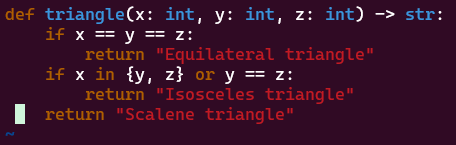 def triangle(x: int, y: int, z: int) -> str:
    if x == y == z:
        return "Equilateral triangle"
    if x in {y, z} or y == z:
        return "Isosceles triangle"
    return "Scalene triangle"
~